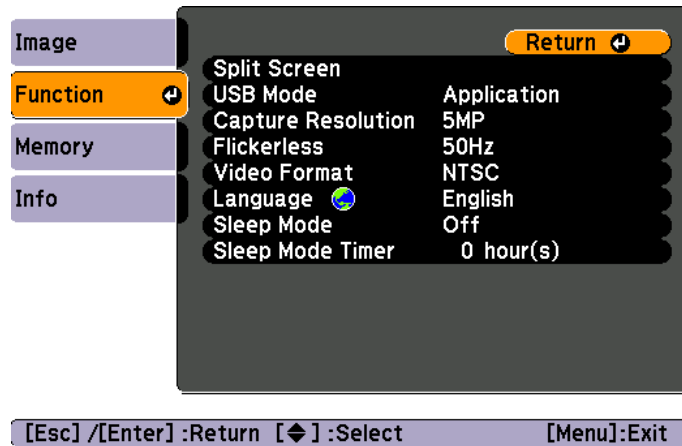 Image
Function
Memory
Info
Return
Split Screen
USB Mode Application
Capture Resolution 5MP
Flickerless 50Hz
Video Format NTSC
Language English
Sleep Mode Off
Sleep Mode Timer 0 hour(s)
[Esc] /[Enter] :Return [◆] :Select [Menu]:Exit